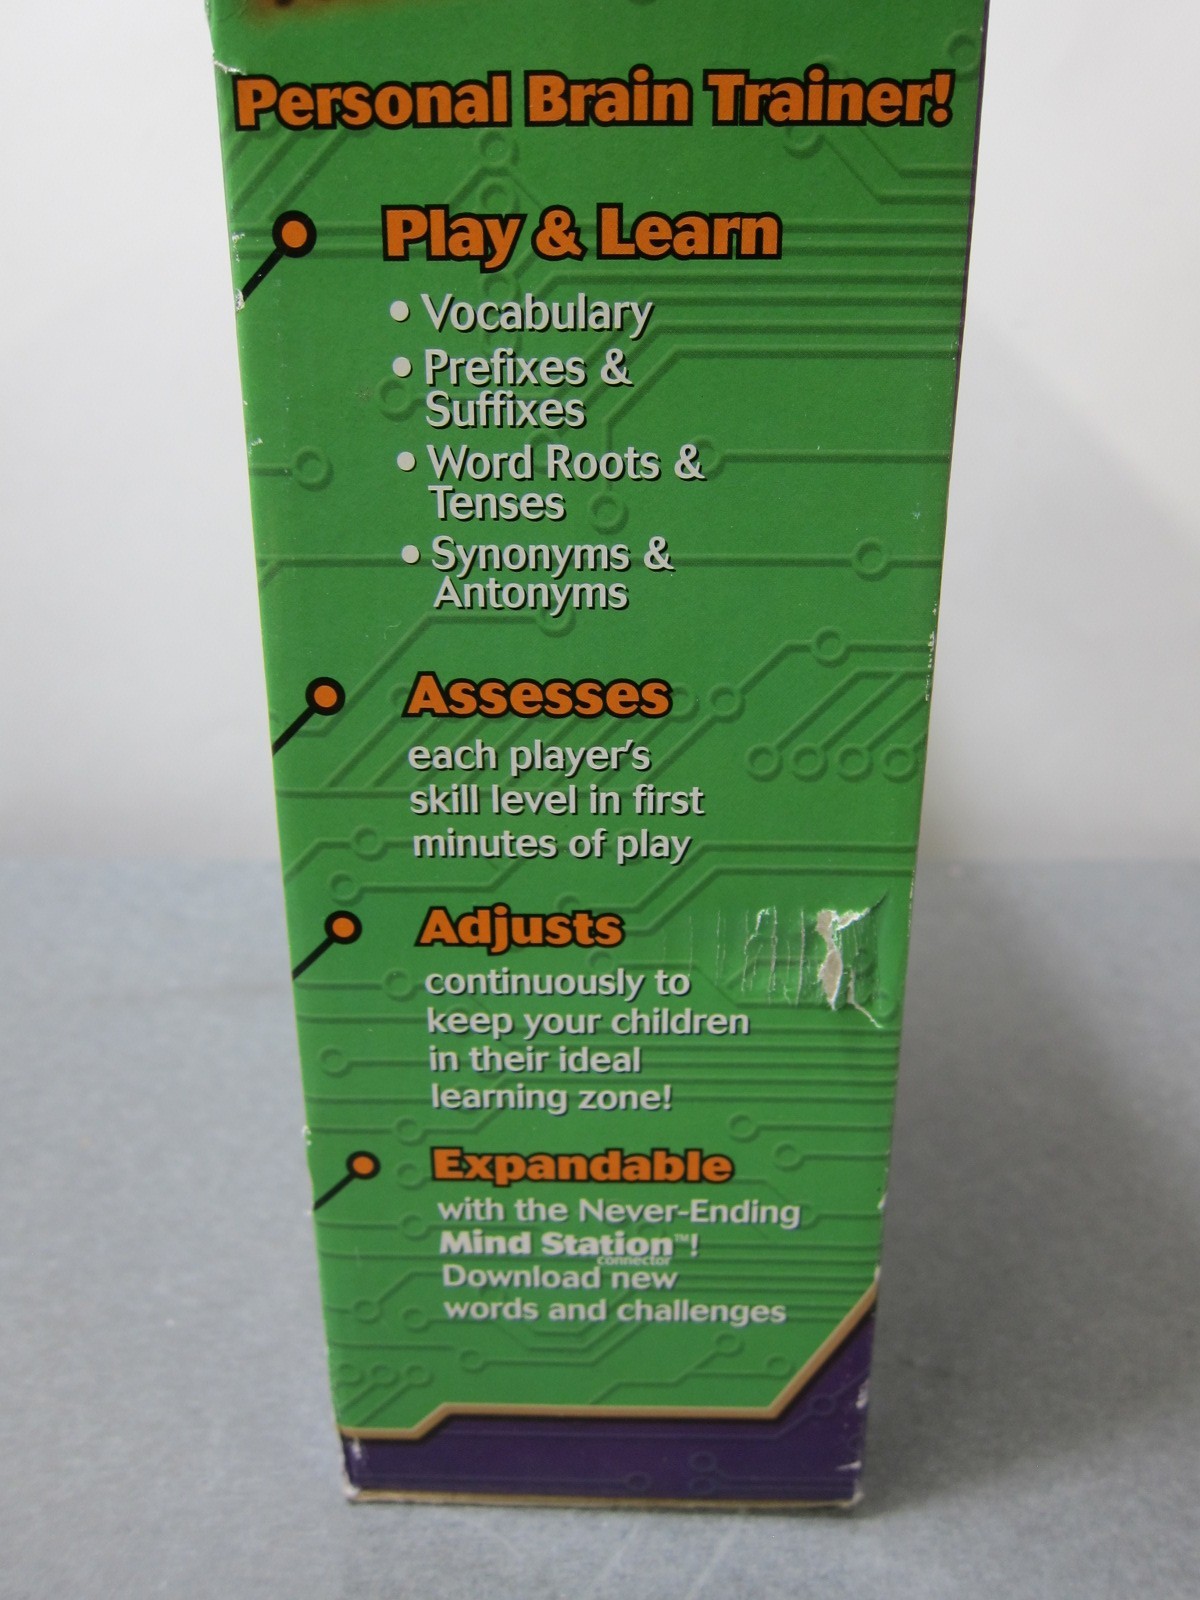 Personal Brain Trainer!
Play & Learn
• Vocabulary
• Prefixes &
Suffixes
• Word Roots &
Tenses
• Synonyms &
Antonyms
Assesses
each player's
skill level in first
minutes of play
Adjusts
continuously to
keep your children
in their ideal
learning zone!
Expandable
with the Never-Ending
Mind Station™!
connector
Download new
words and challenges